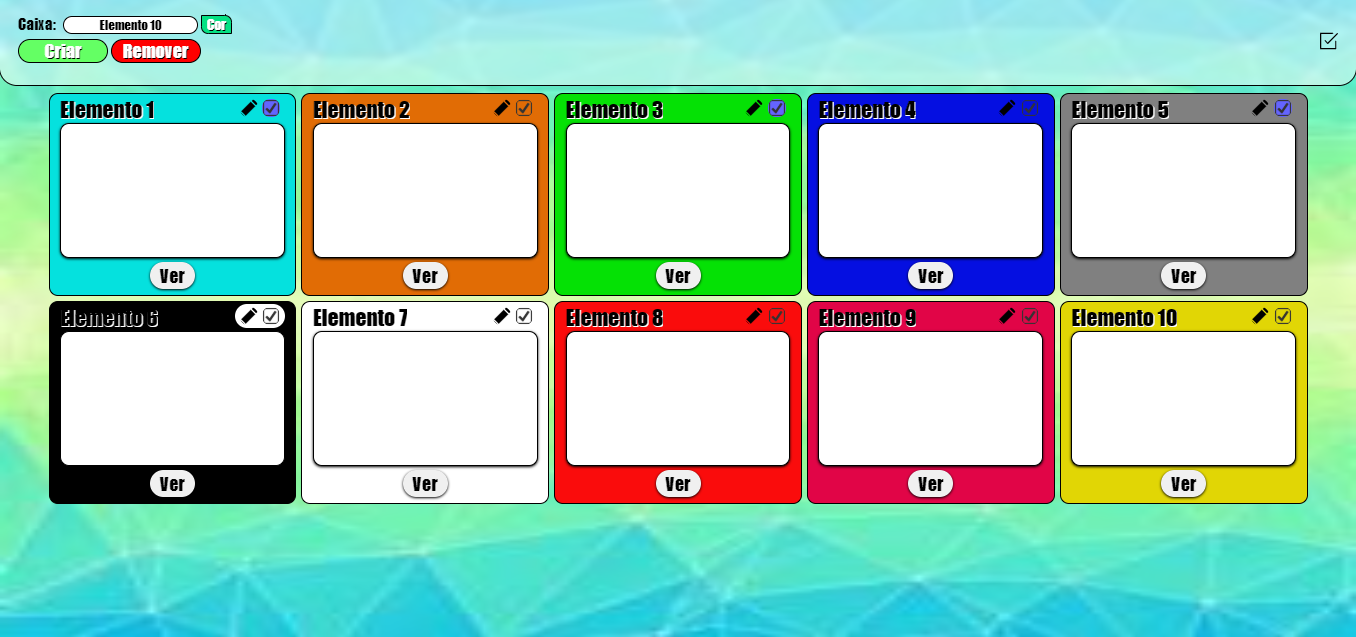 Caixa: Elemento 10 Cor
Criar Remover
Elemento 1 Elemento 2 Elemento 3 Elemento 4 Elemento 5
Ver Ver Ver Ver Ver
Elemento 6 Elemento 7 Elemento 8 Elemento 9 Elemento 10
Ver Ver Ver Ver Ver